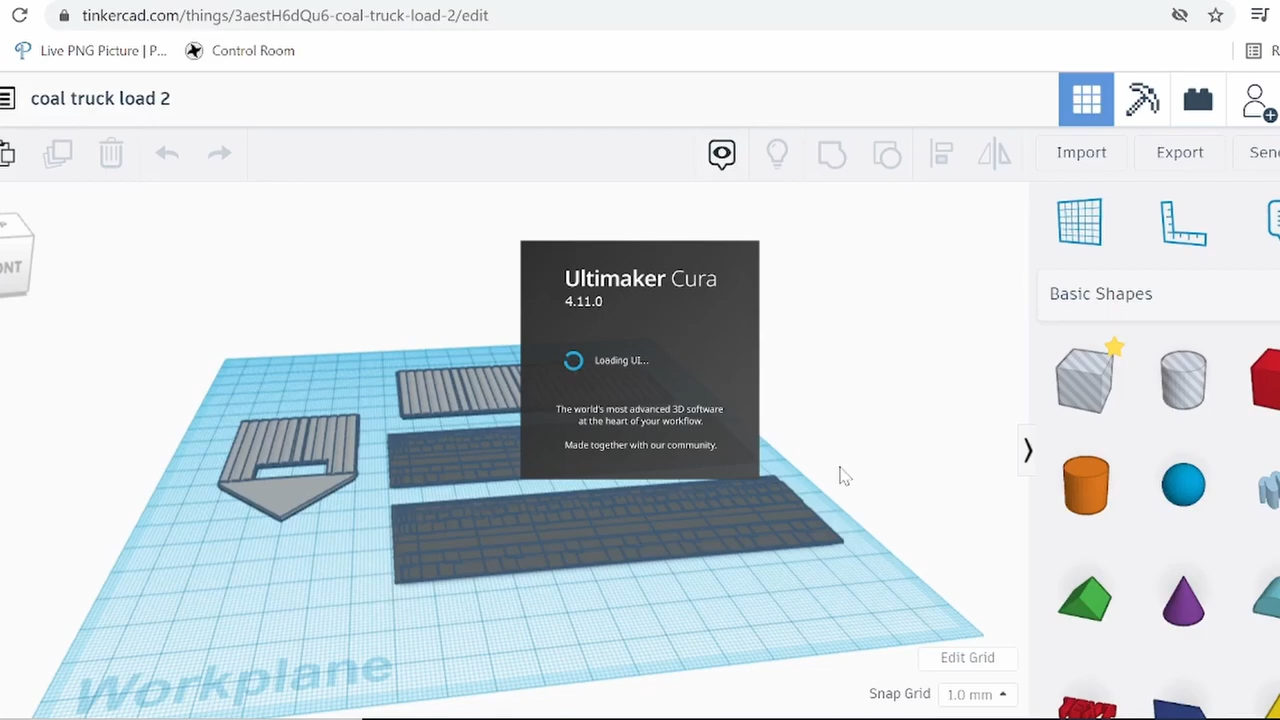 tinkercad.com/things/3aestH6dQu6-coal-truck-load-2/edit
Live PNG Picture | P...
Control Room
R
coal truck load 2
Import
Export
Ultimaker Cura
4.11.0
Loading UI...
The world's most advanced 3D software
at the heart of your workflow.
Made together with our community.
Basic Shapes
Workplane
Edit Grid
Snap Grid
1.0 mm